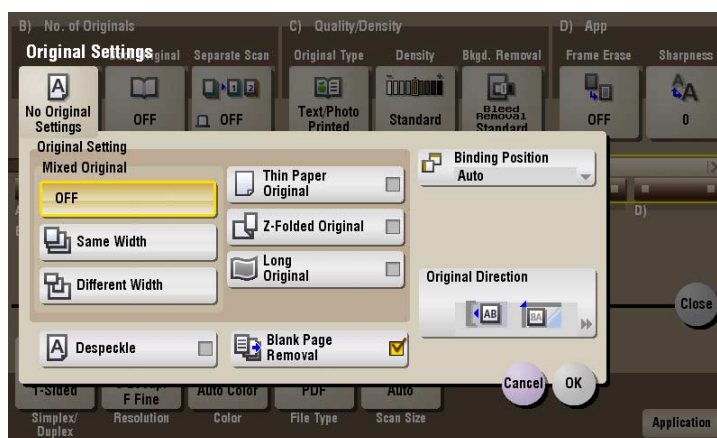 B) No. of Originals
C) Quality/Density
D) App
Original Settings
Original
Separate Scan
Original Type
Density
Bkgd. Removal
Frame Erase
Sharpness
No Original
Settings
OFF
OFF
Text/Photo
Printed
Standard
Bleed
Removal
Standard
OFF
0
Original Setting
Mixed Original
OFF
Same Width
Different Width
Thin Paper
Original
Z-Folded Original
Long
Original
Binding Position
Auto
D)
Original Direction
Close
Despeckle
Blank Page
Removal
Cancel
OK
1-Sided
F Fine
Auto Color
PDF
Auto
Simplex/
Duplex
Resolution
Color
File Type
Scan Size
Application